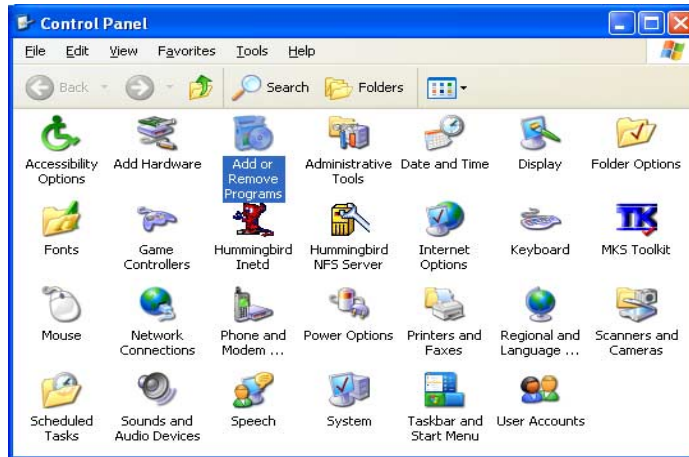 Control Panel
File Edit View Favorites Tools Help
Back Search Folders
Accessibility Options
Add Hardware
Add or Remove Programs
Administrative Tools
Date and Time
Display
Folder Options
Fonts
Game Controllers
Hummingbird Inetd
Hummingbird NFS Server
Internet Options
Keyboard
TK
MKS Toolkit
Mouse
Network Connections
Phone and Modem ...
Power Options
Printers and Faxes
Regional and Language ...
Scanners and Cameras
Scheduled Tasks
Sounds and Audio Devices
Speech
System
Taskbar and Start Menu
User Accounts